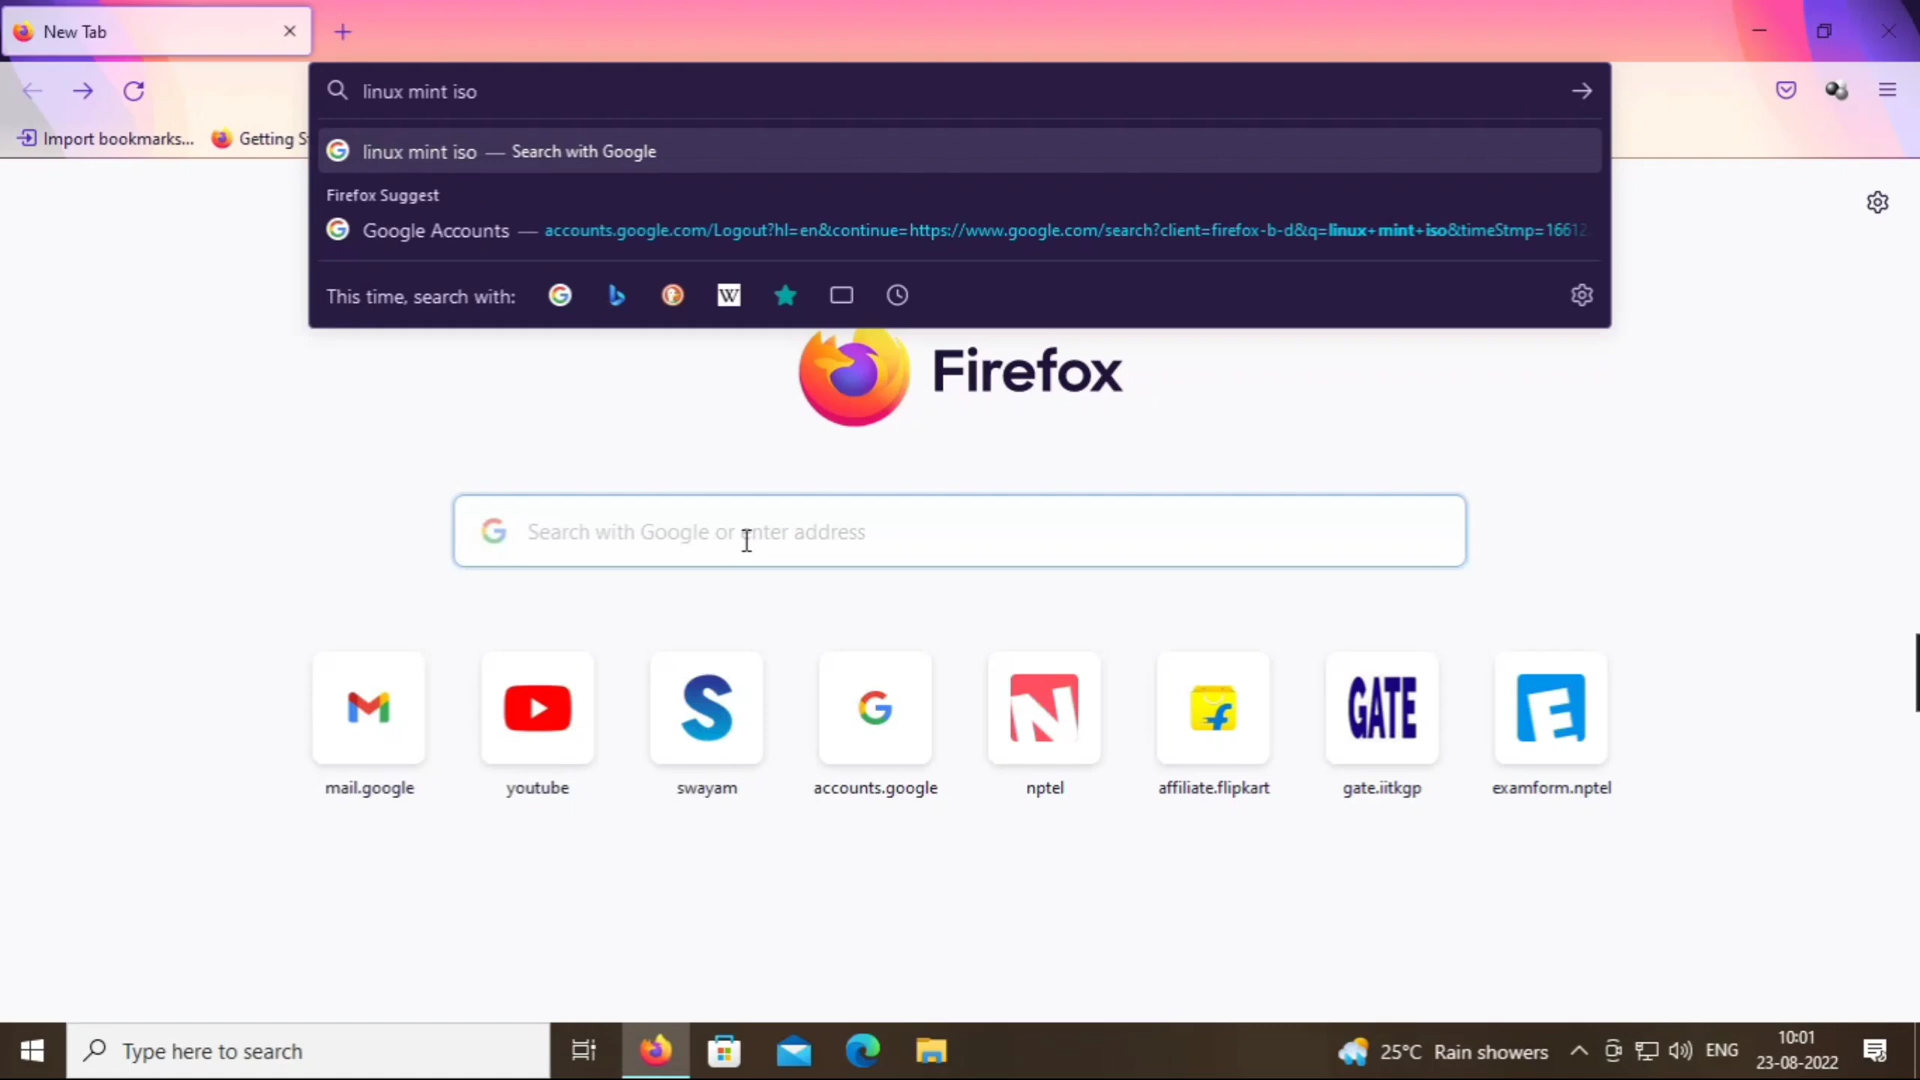 New Tab
linux mint iso
Import bookmarks...
Getting S
linux mint iso — Search with Google
Firefox Suggest
Google Accounts — accounts.google.com/Logout?hl=en&continue=https://www.google.com/search?client=firefox-b-d&q=linux+mint+iso&timeStmp=1661
This time, search with:
W
Firefox
Search with Google or enter address
GATE
mail.google
youtube
swayam
accounts.google
nptel
affiliate.flipkart
gate.iitkgp
examform.nptel
Type here to search
25°C Rain showers
ENG
10:01
23-08-2022